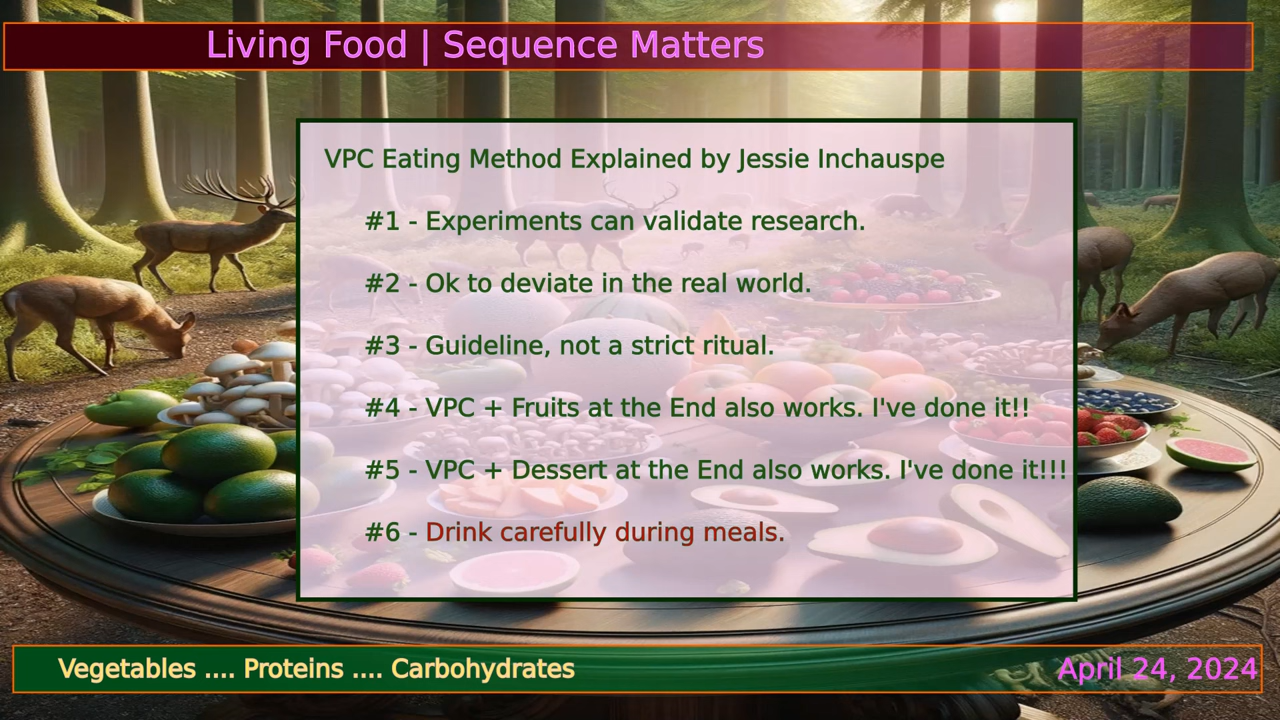 Living Food | Sequence Matters
VPC Eating Method Explained by Jessie Inchauspe
#1 - Experiments can validate research.
#2 - Ok to deviate in the real world.
#3 - Guideline, not a strict ritual.
#4 - VPC + Fruits at the End also works. I've done it!!
#5 - VPC + Dessert at the End also works. I've done it!!!
#6 - Drink carefully during meals.
Vegetables .... Proteins .... Carbohydrates
April 24, 2024